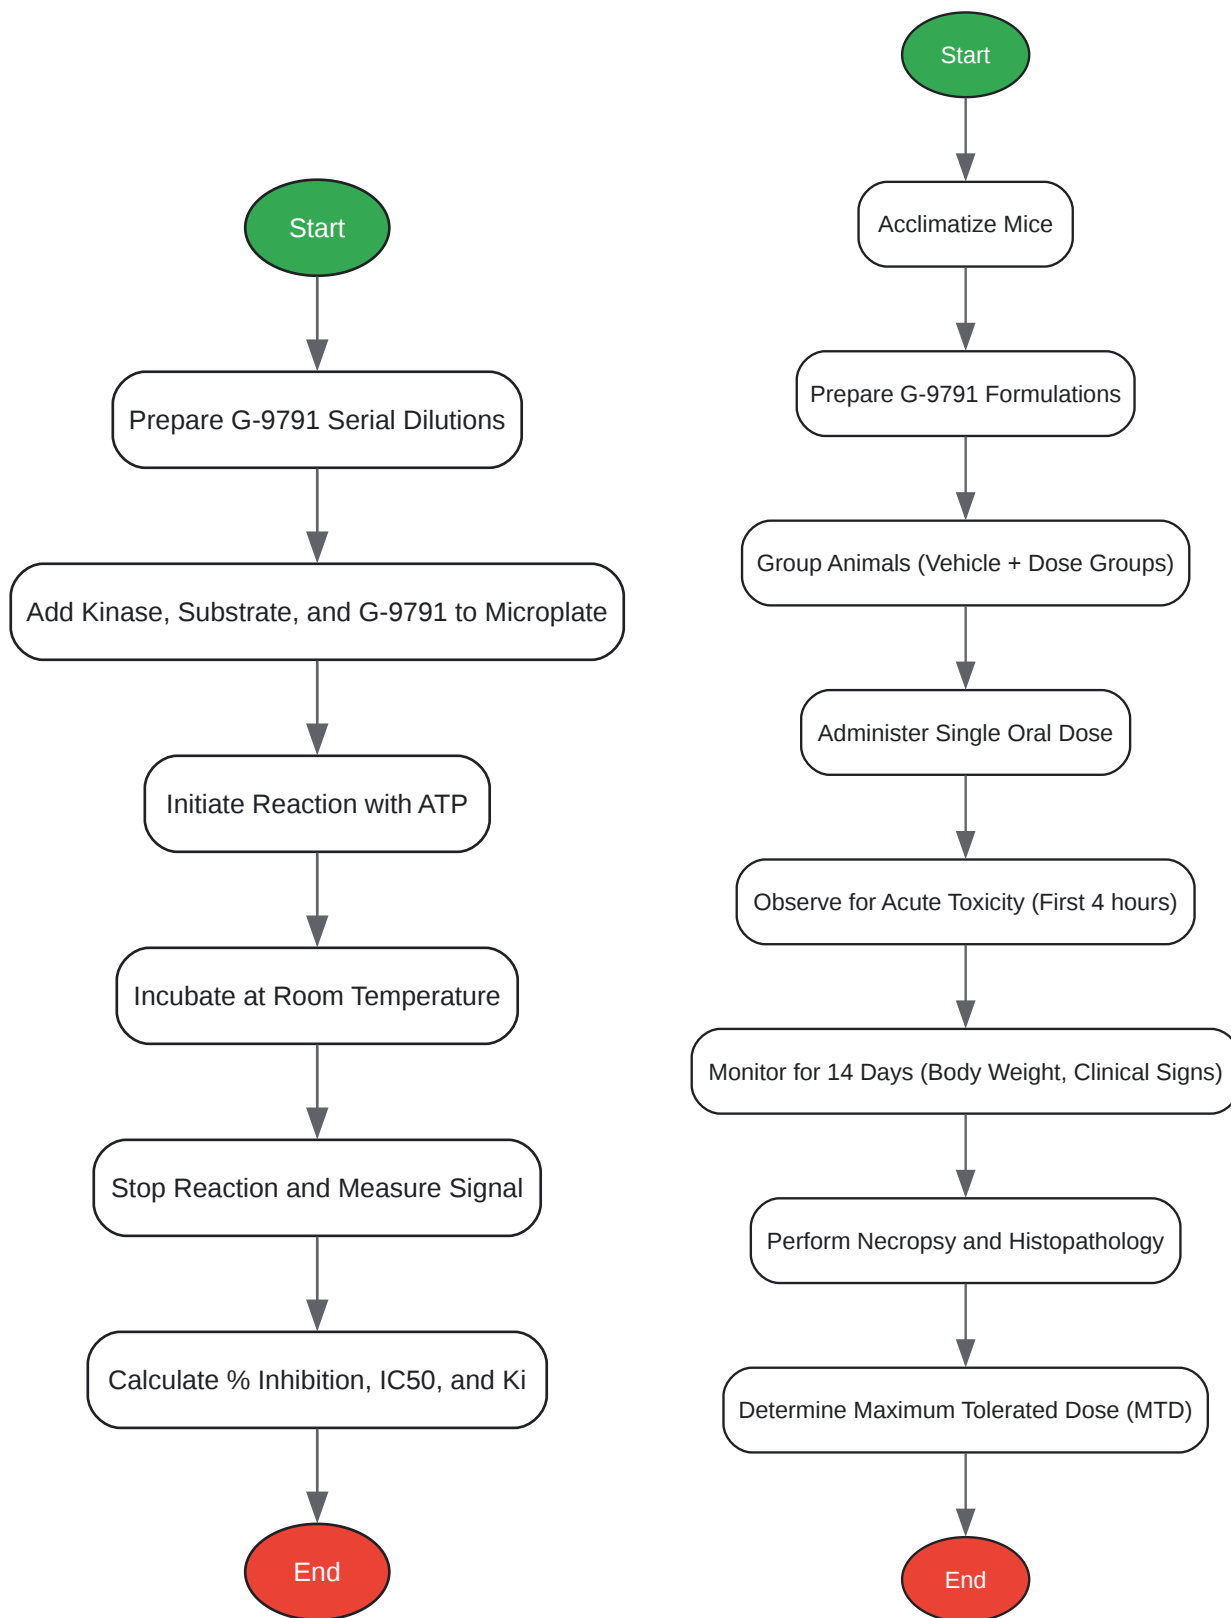 Start
Prepare G-9791 Serial Dilutions
Add Kinase, Substrate, and G-9791 to Microplate
Initiate Reaction with ATP
Incubate at Room Temperature
Stop Reaction and Measure Signal
Calculate % Inhibition, IC50, and Ki
End
Start
Acclimatize Mice
Prepare G-9791 Formulations
Group Animals (Vehicle + Dose Groups)
Administer Single Oral Dose
Observe for Acute Toxicity (First 4 hours)
Monitor for 14 Days (Body Weight, Clinical Signs)
Perform Necropsy and Histopathology
Determine Maximum Tolerated Dose (MTD)
End